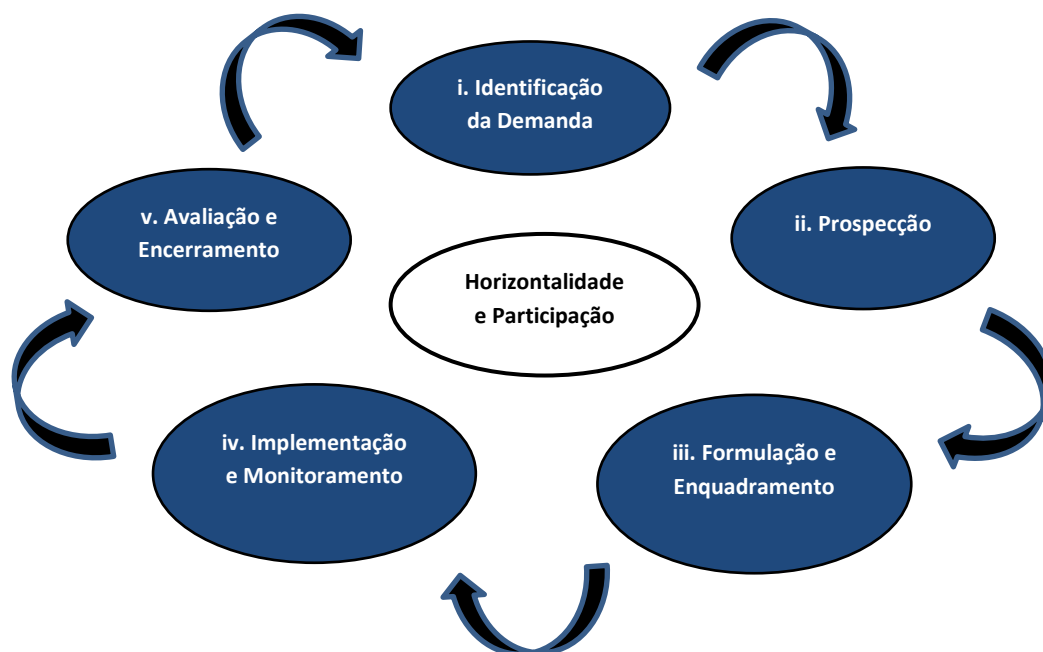 i. Identificação
da Demanda
ii. Prospecção
iii. Formulação e
Enquadramento
iv. Implementação
e Monitoramento
v. Avaliação e
Encerramento
Horizontalidade
e Participação